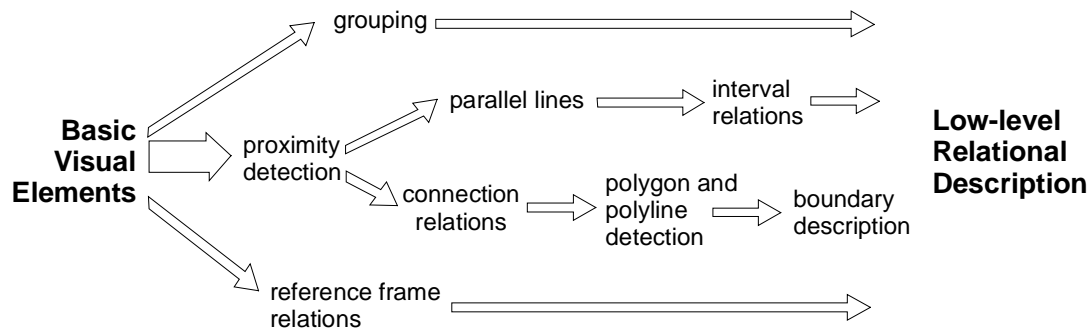 grouping
Basic
Visual
Elements
proximity
detection
parallel lines
interval
relations
connection
relations
polygon and
polyline
detection
boundary
description
reference frame
relations
Low-level
Relational
Description